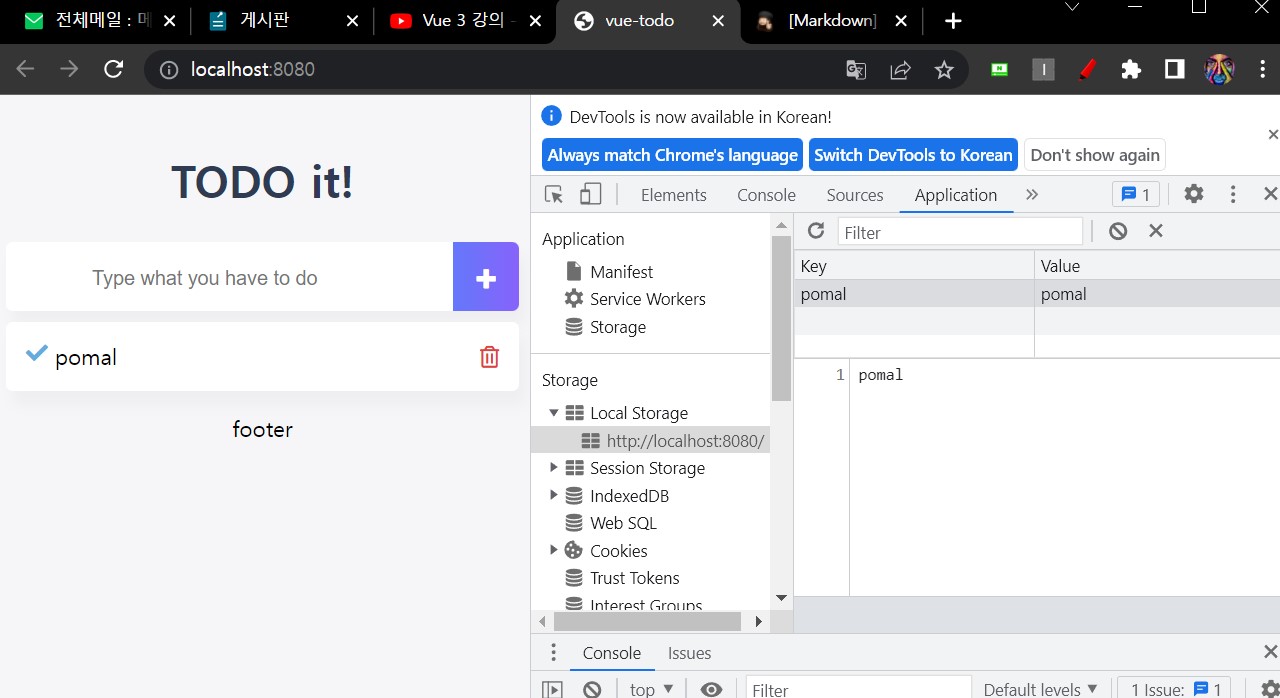 전체메일 : 메
게시판
Vue 3 강의 -
vue-todo
[Markdown]
localhost:8080
TODO it!
Type what you have to do
pomal
footer
DevTools is now available in Korean!
Always match Chrome's language
Switch DevTools to Korean
Don't show again
Elements
Console
Sources
Application
1
Application
Manifest
Service Workers
Storage
Storage
Local Storage
http://localhost:8080/
Session Storage
IndexedDB
Web SQL
Cookies
Trust Tokens
Interest Groups
Filter
Key Value
pomal pomal
1 pomal
Console Issues
top
Filter
Default levels
1 Issue: 1